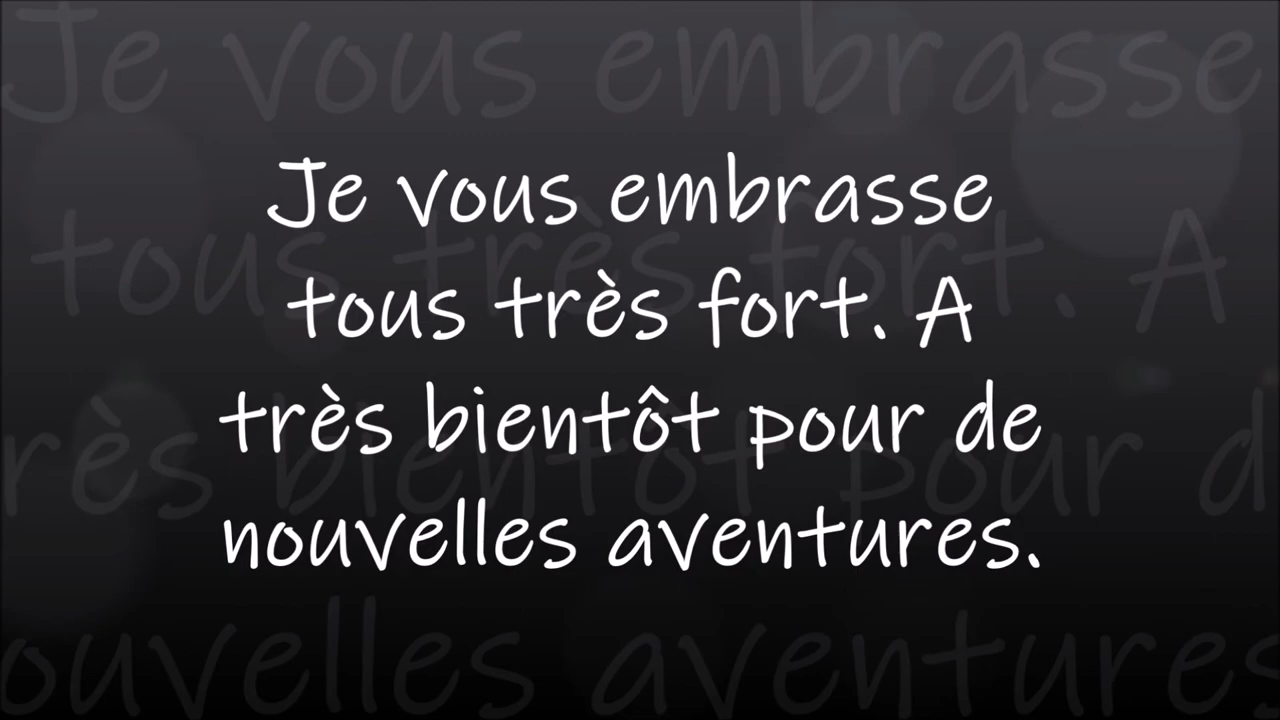 Je vous embrasse
tous très fort. A
très bientôt pour de
nouvelles aventures.